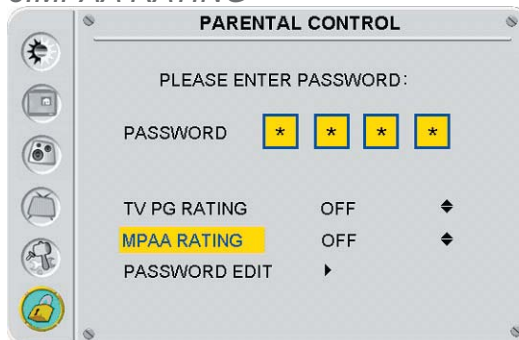 PARENTAL CONTROL
PLEASE ENTER PASSWORD:
PASSWORD * * * *
TV PG RATING OFF
MPAA RATING OFF
PASSWORD EDIT